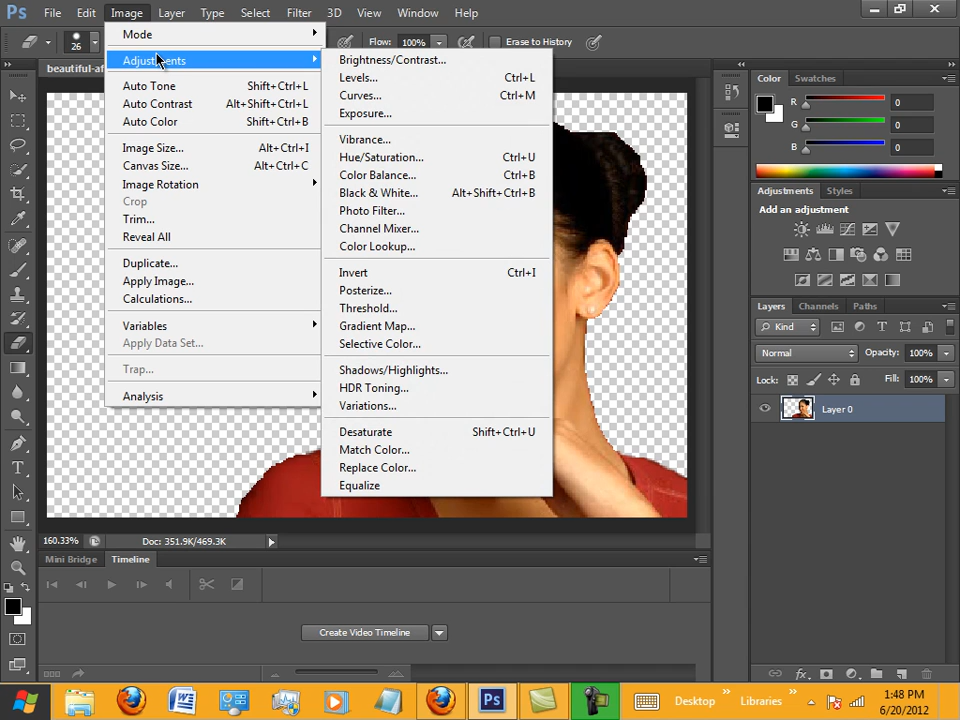 Ps File Edit Image Layer Type Select Filter 3D View Window Help
26 Flow: 100% Erase to History
beautiful-af
Mode
Adjustments
Auto Tone Shift+Ctrl+L
Auto Contrast Alt+Shift+Ctrl+L
Auto Color Shift+Ctrl+B
Image Size... Alt+Ctrl+I
Canvas Size... Alt+Ctrl+C
Image Rotation
Crop
Trim...
Reveal All
Duplicate...
Apply Image...
Calculations...
Variables
Apply Data Set...
Trap...
Analysis
Brightness/Contrast...
Levels... Ctrl+L
Curves... Ctrl+M
Exposure...
Vibrance...
Hue/Saturation... Ctrl+U
Color Balance... Ctrl+B
Black & White... Alt+Shift+Ctrl+B
Photo Filter...
Channel Mixer...
Color Lookup...
Invert Ctrl+I
Posterize...
Threshold...
Gradient Map...
Selective Color...
Shadows/Highlights...
HDR Toning...
Variations...
Desaturate Shift+Ctrl+U
Match Color...
Replace Color...
Equalize
Color Swatches
R 0
G 0
B 0
Adjustments Styles
Add an adjustment
Layers Channels Paths
Kind
Normal Opacity: 100%
Lock: Fill: 100%
Layer 0
160.33% Doc: 351.9K/469.3K
Mini Bridge Timeline
Create Video Timeline
Ps Desktop Libraries 1:48 PM
6/20/2012